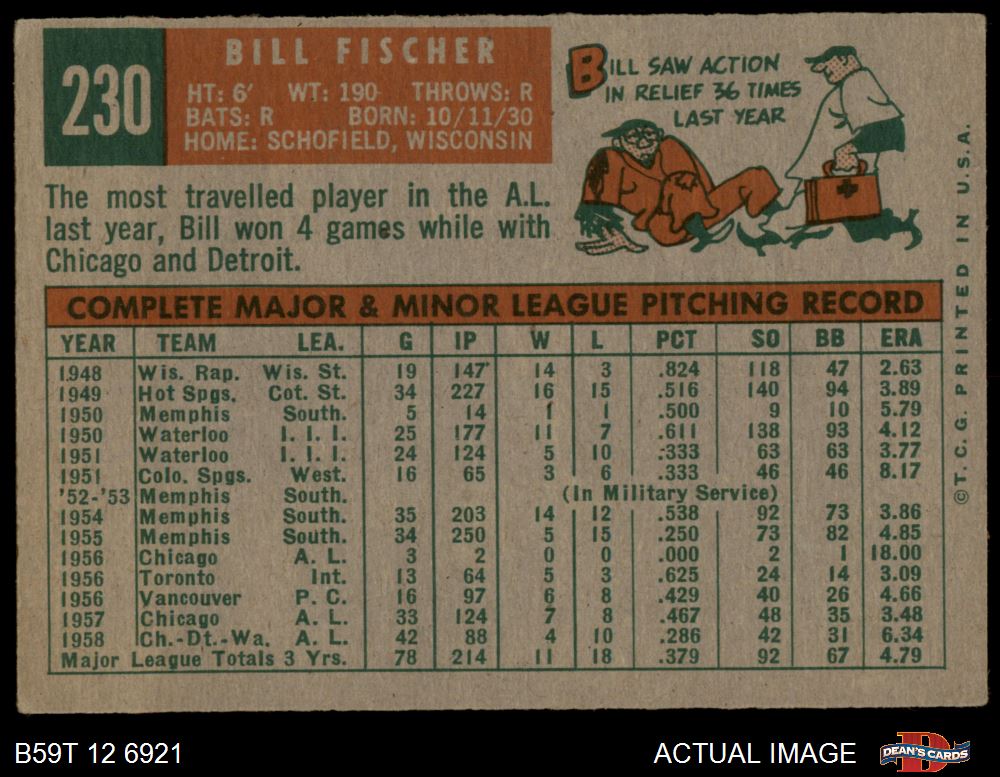 230
BILL FISCHER
HT: 6' WT: 190 THROWS: R
BATS: R BORN: 10/11/30
HOME: SCHOFIELD, WISCONSIN
BILL SAW ACTION
IN RELIEF 36 TIMES
LAST YEAR
The most travelled player in the A.L.
last year, Bill won 4 games while with
Chicago and Detroit.
COMPLETE MAJOR & MINOR LEAGUE PITCHING RECORD
YEAR TEAM LEA. G IP W L PCT SO BB ERA
1948 Wis. Rap. Wis. St. 19 147 14 3 .824 118 47 2.63
1949 Hot Spgs. Cot. St. 34 227 16 15 .516 140 94 3.89
1950 Memphis South. 5 14 1 1 .500 9 10 5.79
1950 Waterloo I. I. I. 25 177 11 7 .611 138 93 4.12
1951 Waterloo I. I. I. 24 124 5 10 .333 63 63 3.77
1951 Colo. Spgs. West. 16 65 3 6 .333 46 46 8.17
'52-'53 Memphis South. (In Military Service)
1954 Memphis South. 35 203 14 12 .538 92 73 3.86
1955 Memphis South. 34 250 5 15 .250 73 82 4.85
1956 Chicago A. L. 3 2 0 0 .000 2 1 18.00
1956 Toronto Int. 13 64 5 3 .625 24 14 3.09
1956 Vancouver P. C. 16 97 6 8 .429 40 26 4.66
1957 Chicago A. L. 33 124 7 8 .467 48 35 3.48
1958 Ch.-Dt.-Wa. A. L. 42 88 4 10 .286 42 31 6.34
Major League Totals 3 Yrs. 78 214 11 18 .379 92 67 4.79
©T.C.G. PRINTED IN U.S.A.
B59T 12 6921
ACTUAL IMAGE
DEAN'S CARDS